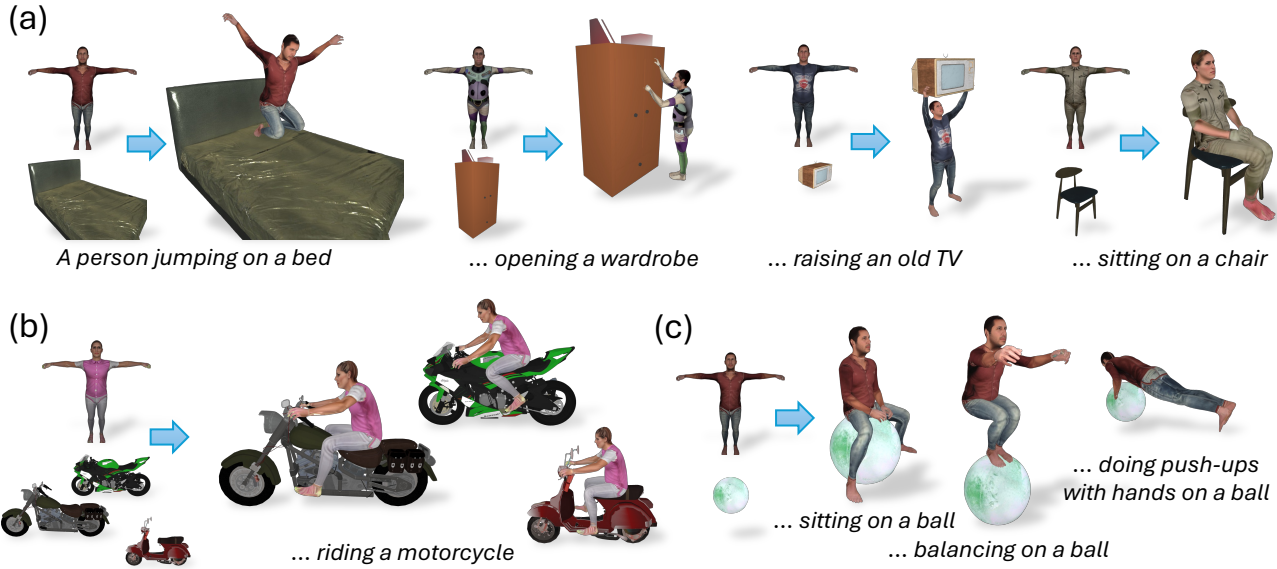 (a)
A person jumping on a bed
... opening a wardrobe
... raising an old TV
... sitting on a chair
(b)
... riding a motorcycle
(c)
... sitting on a ball
... balancing on a ball
... doing push-ups
with hands on a ball